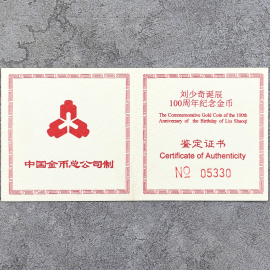 中国金币总公司制
刘少奇诞辰
100周年纪念金币
The Commemorative Gold Coin of the 100th
Anniversary of the Birthday of Liu Shaoqi
鉴定证书
Certificate of Authenticity
№ 05330